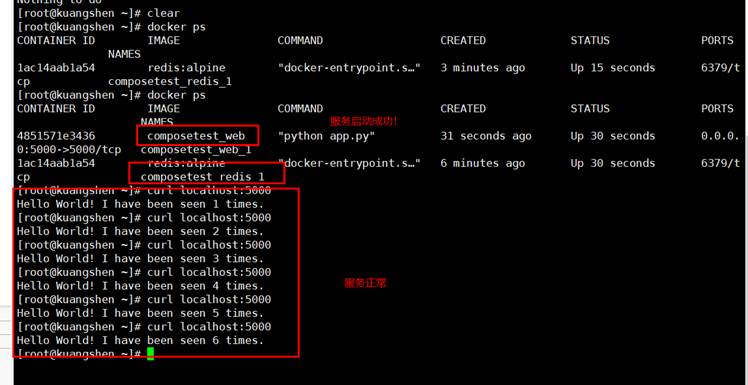 Nothing to do
[root@kuangshen ~]# clear
[root@kuangshen ~]# docker ps
CONTAINER ID IMAGE COMMAND CREATED STATUS PORTS
NAMES
1ac14aab1a54 redis:alpine "docker-entrypoint.s…" 3 minutes ago Up 15 seconds 6379/t
cp composetest_redis_1
[root@kuangshen ~]# docker ps
CONTAINER ID IMAGE COMMAND CREATED STATUS PORTS
NAMES 服务启动成功!
4851571e3436 composetest_web "python app.py" 31 seconds ago Up 30 seconds 0.0.0.
0:5000->5000/tcp composetest_web_1
1ac14aab1a54 redis:alpine "docker-entrypoint.s…" 6 minutes ago Up 30 seconds 6379/t
cp composetest_redis_1
[root@kuangshen ~]# curl localhost:5000
Hello World! I have been seen 1 times.
[root@kuangshen ~]# curl localhost:5000
Hello World! I have been seen 2 times.
[root@kuangshen ~]# curl localhost:5000
Hello World! I have been seen 3 times.
[root@kuangshen ~]# curl localhost:5000
Hello World! I have been seen 4 times.
服务正常
[root@kuangshen ~]# curl localhost:5000
Hello World! I have been seen 5 times.
[root@kuangshen ~]# curl localhost:5000
Hello World! I have been seen 6 times.
[root@kuangshen ~]#